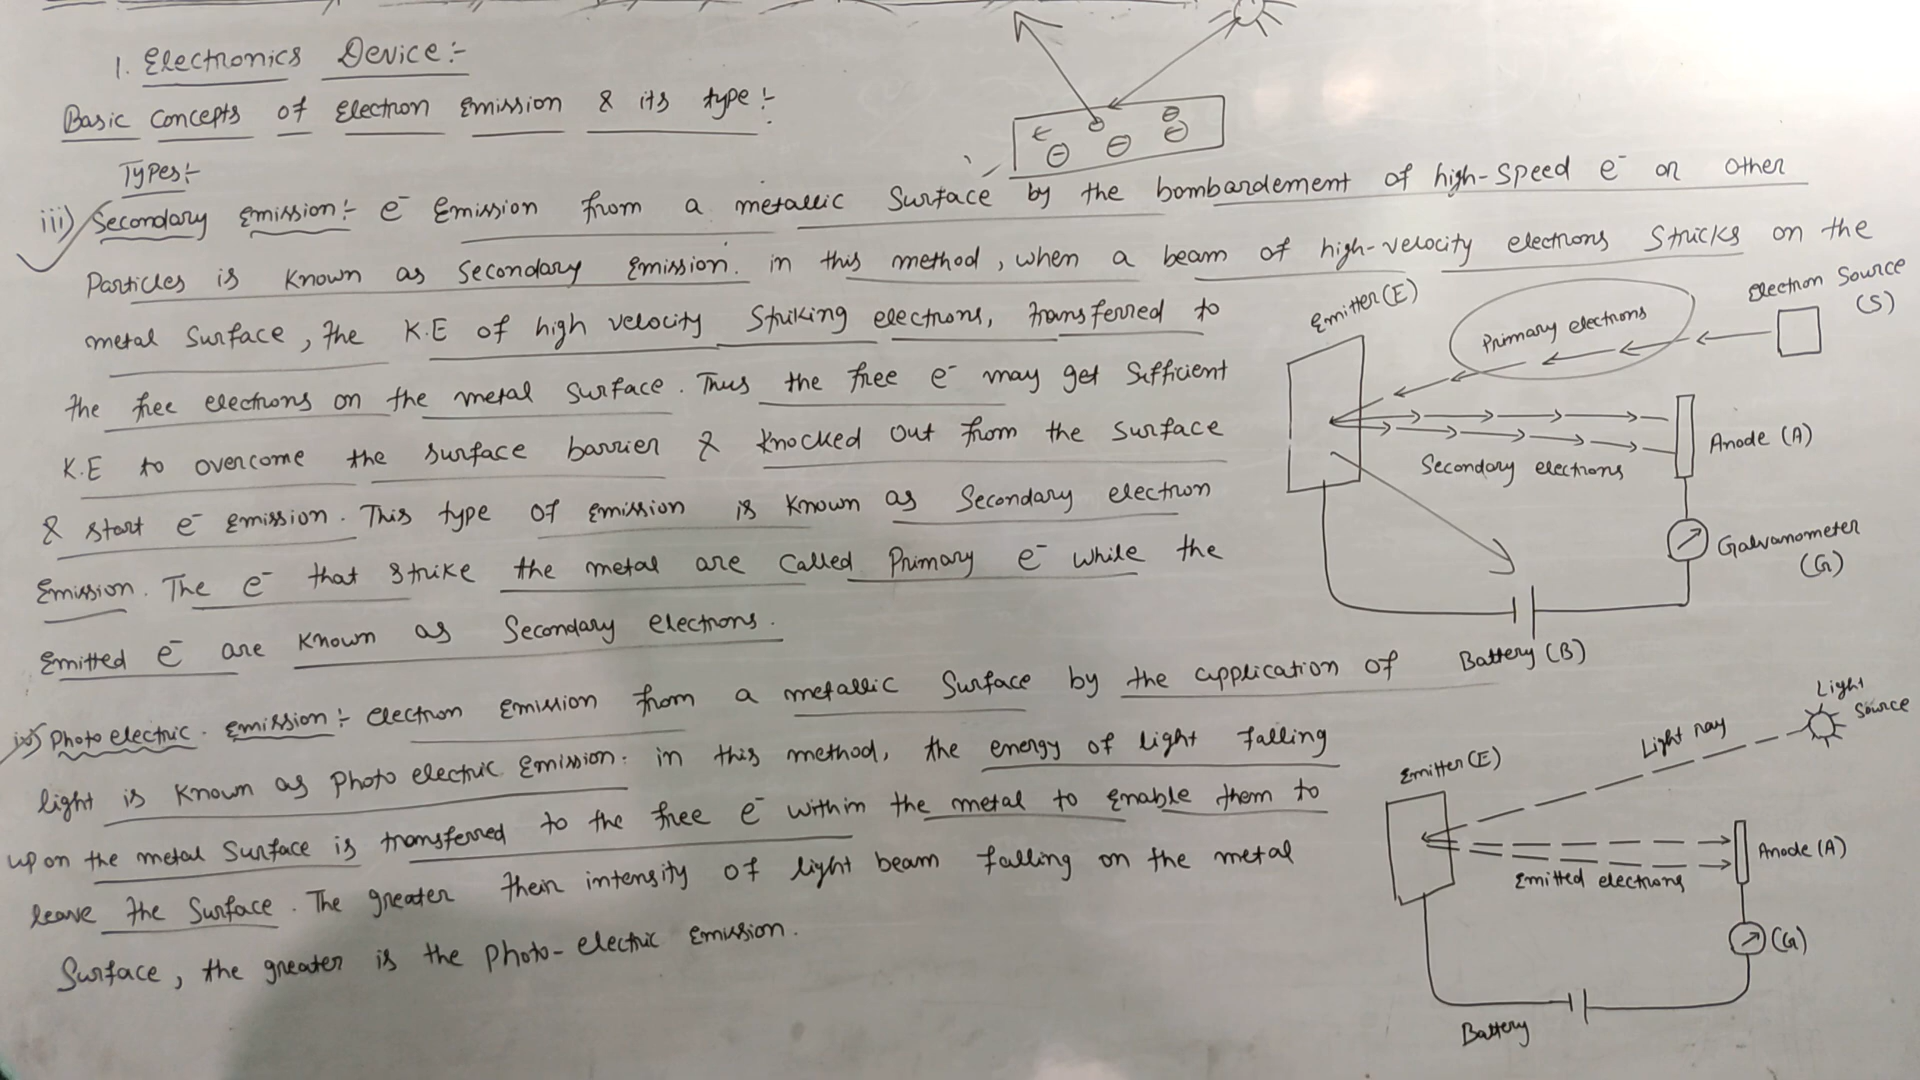 1. Electronics Device:-
Basic Concepts of Electron Emission & its type:-
Types:-
iii) Secondary Emission:- e⁻ Emission from a metallic Surface by the bombardement of high-speed e⁻ or other
Particles is known as Secondary Emission. in this method, when a beam of high-velocity electrons Stricks on the
metal surface, the K.E of high velocity Striking electrons, transferred to
the free electrons on the metal surface. Thus the free e⁻ may get Sufficient
K.E to overcome the surface barrier & knocked out from the surface
& start e⁻ emission. This type of emission is known as Secondary electron
Emission. The e⁻ that strike the metal are Called Primary e⁻ while the
Emitted e⁻ are known as Secondary electrons.
Emitter (E)
Primary electrons
Electron Source
(S)
Secondary electrons
Anode (A)
Galvanometer
(G)
Battery (B)
iv) Photo electric Emission:- electron emission from a metallic Surface by the application of
light is known as Photo electric Emission. in this method, the energy of light falling
upon the metal Surface is transferred to the free e⁻ within the metal to Enable them to
leave the Surface. The greater their intensity of light beam falling on the metal
Surface, the greater is the Photo-electric emission.
Light
Source
Light ray
Emitter (E)
Anode (A)
Emitted electrons
(G)
Battery